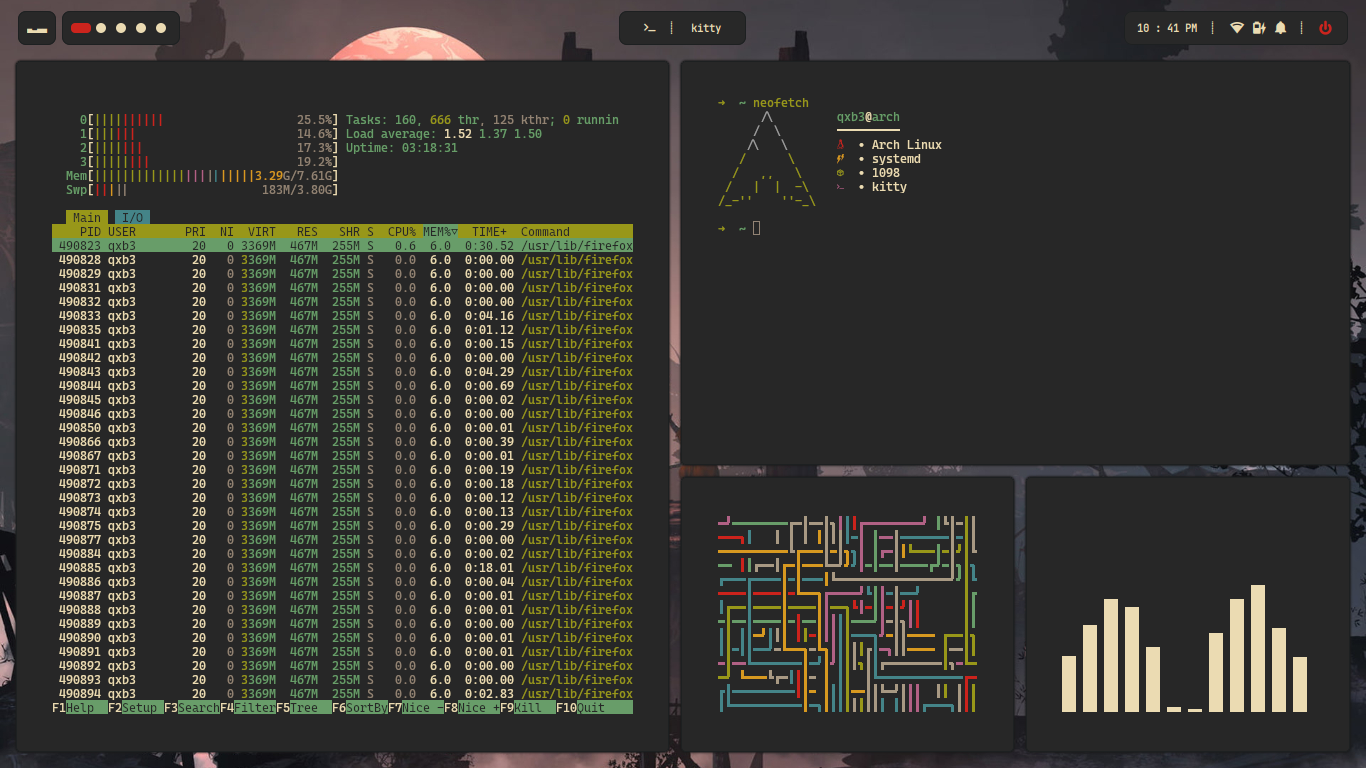 10 : 41 PM
kitty
0[||||||||||25.5%] Tasks: 160, 666 thr, 125 kthr; 0 runnin
1[||||||14.6%] Load average: 1.52 1.37 1.50
2[|||||||17.3%] Uptime: 03:18:31
3[||||||||19.2%]
Mem[|||||||||||||||||||||||3.29G/7.61G]
Swp[|||||183M/3.80G]
Main I/O
PID USER PRI NI VIRT RES SHR S CPU% MEM%▽ TIME+ Command
490823 qxb3 20 0 3369M 467M 255M S 0.6 6.0 0:30.52 /usr/lib/firefox
490828 qxb3 20 0 3369M 467M 255M S 0.0 6.0 0:00.00 /usr/lib/firefox
490829 qxb3 20 0 3369M 467M 255M S 0.0 6.0 0:00.00 /usr/lib/firefox
490831 qxb3 20 0 3369M 467M 255M S 0.0 6.0 0:00.00 /usr/lib/firefox
490832 qxb3 20 0 3369M 467M 255M S 0.0 6.0 0:00.00 /usr/lib/firefox
490833 qxb3 20 0 3369M 467M 255M S 0.0 6.0 0:04.16 /usr/lib/firefox
490835 qxb3 20 0 3369M 467M 255M S 0.0 6.0 0:01.12 /usr/lib/firefox
490841 qxb3 20 0 3369M 467M 255M S 0.0 6.0 0:00.15 /usr/lib/firefox
490842 qxb3 20 0 3369M 467M 255M S 0.0 6.0 0:00.00 /usr/lib/firefox
490843 qxb3 20 0 3369M 467M 255M S 0.0 6.0 0:04.29 /usr/lib/firefox
490844 qxb3 20 0 3369M 467M 255M S 0.0 6.0 0:00.69 /usr/lib/firefox
490845 qxb3 20 0 3369M 467M 255M S 0.0 6.0 0:00.02 /usr/lib/firefox
490846 qxb3 20 0 3369M 467M 255M S 0.0 6.0 0:00.00 /usr/lib/firefox
490850 qxb3 20 0 3369M 467M 255M S 0.0 6.0 0:00.01 /usr/lib/firefox
490866 qxb3 20 0 3369M 467M 255M S 0.0 6.0 0:00.39 /usr/lib/firefox
490867 qxb3 20 0 3369M 467M 255M S 0.0 6.0 0:00.01 /usr/lib/firefox
490871 qxb3 20 0 3369M 467M 255M S 0.0 6.0 0:00.19 /usr/lib/firefox
490872 qxb3 20 0 3369M 467M 255M S 0.0 6.0 0:00.18 /usr/lib/firefox
490873 qxb3 20 0 3369M 467M 255M S 0.0 6.0 0:00.12 /usr/lib/firefox
490874 qxb3 20 0 3369M 467M 255M S 0.0 6.0 0:00.13 /usr/lib/firefox
490875 qxb3 20 0 3369M 467M 255M S 0.0 6.0 0:00.29 /usr/lib/firefox
490877 qxb3 20 0 3369M 467M 255M S 0.0 6.0 0:00.00 /usr/lib/firefox
490884 qxb3 20 0 3369M 467M 255M S 0.0 6.0 0:00.02 /usr/lib/firefox
490885 qxb3 20 0 3369M 467M 255M S 0.0 6.0 0:18.01 /usr/lib/firefox
490886 qxb3 20 0 3369M 467M 255M S 0.0 6.0 0:00.04 /usr/lib/firefox
490887 qxb3 20 0 3369M 467M 255M S 0.0 6.0 0:00.01 /usr/lib/firefox
490888 qxb3 20 0 3369M 467M 255M S 0.0 6.0 0:00.01 /usr/lib/firefox
490889 qxb3 20 0 3369M 467M 255M S 0.0 6.0 0:00.00 /usr/lib/firefox
490890 qxb3 20 0 3369M 467M 255M S 0.0 6.0 0:00.01 /usr/lib/firefox
490891 qxb3 20 0 3369M 467M 255M S 0.0 6.0 0:00.01 /usr/lib/firefox
490892 qxb3 20 0 3369M 467M 255M S 0.0 6.0 0:00.00 /usr/lib/firefox
490893 qxb3 20 0 3369M 467M 255M S 0.0 6.0 0:00.00 /usr/lib/firefox
490894 qxb3 20 0 3369M 467M 255M S 0.0 6.0 0:02.83 /usr/lib/firefox
F1Help F2Setup F3SearchF4FilterF5Tree F6SortByF7Nice -F8Nice +F9Kill F10Quit
➜ ~ neofetch
qxb3@arch
• Arch Linux
• systemd
• 1098
• kitty
➜ ~